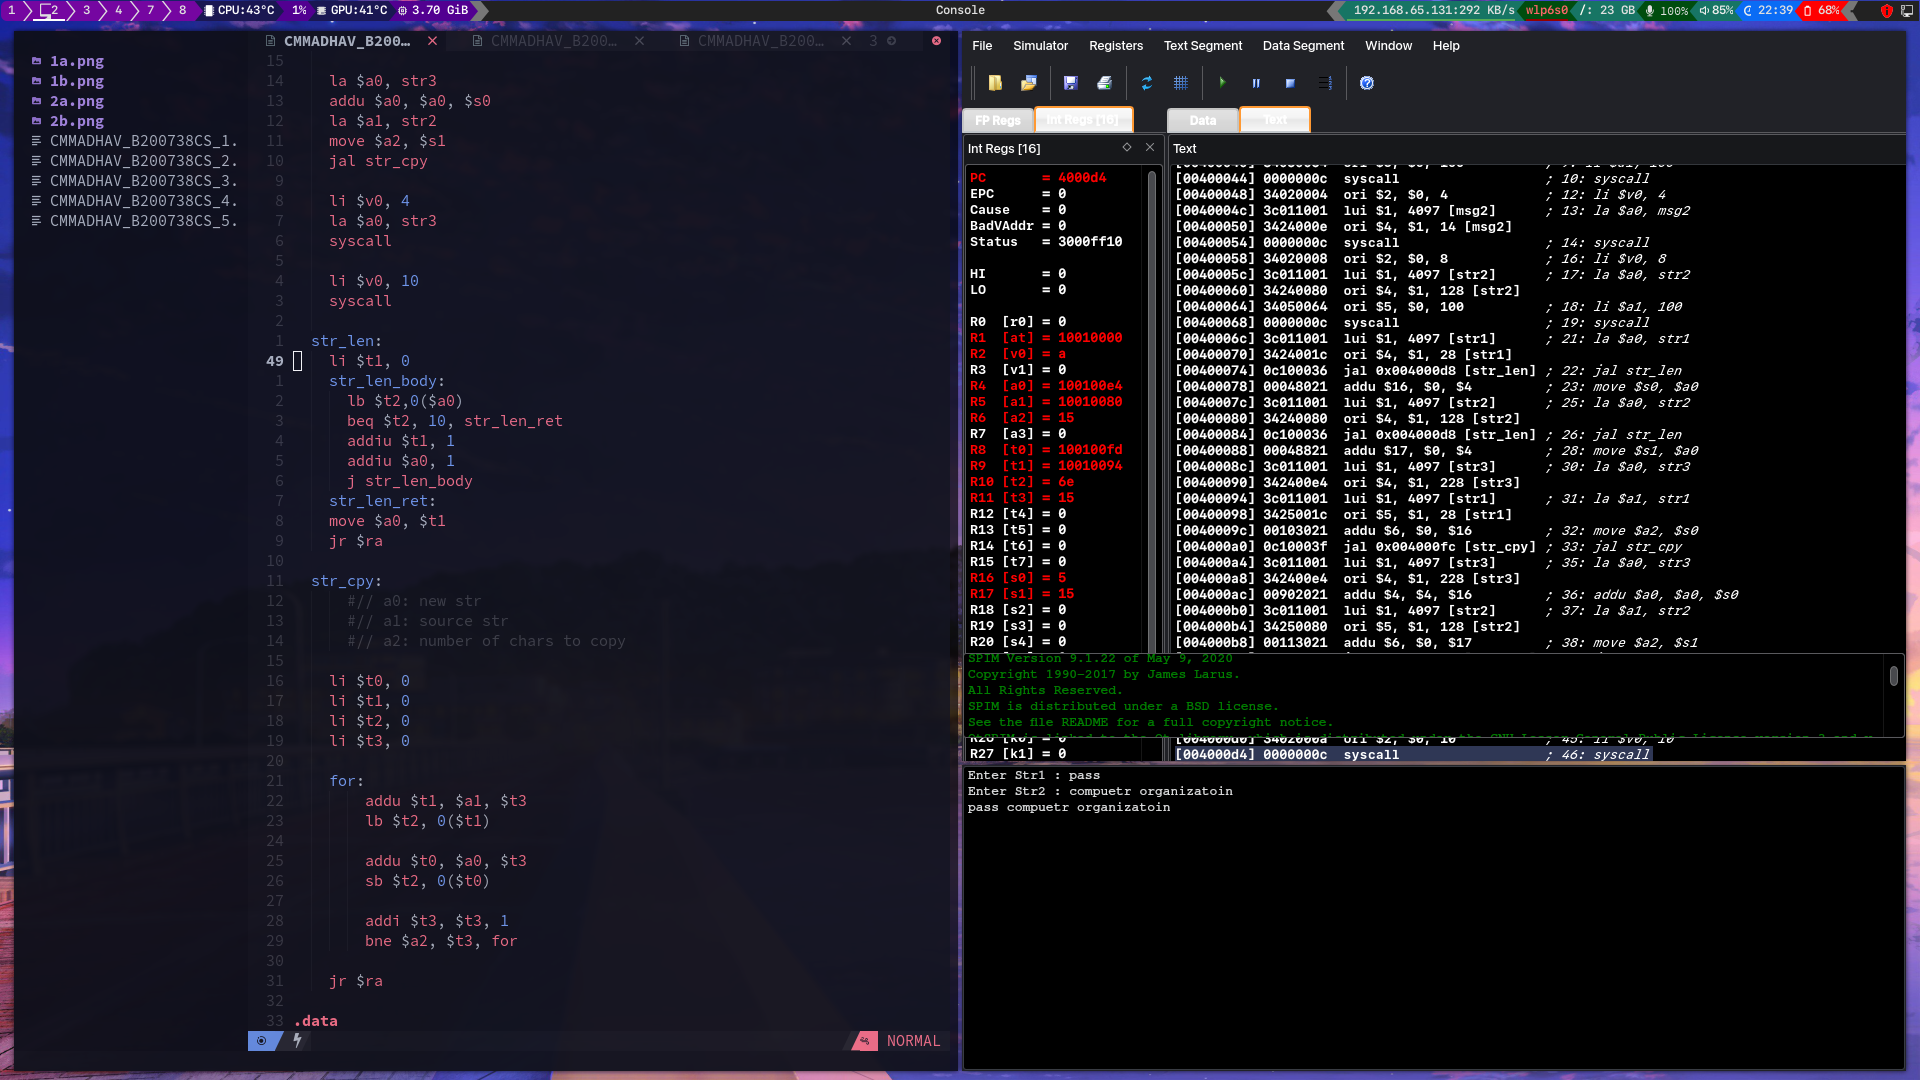 1 2 3 4 7 8 CPU:43°C 1% GPU:41°C 3.70 GiB Console 192.168.65.131:292 KB/s wlp6s0 /: 23 GB 100% 85% 22:39 68%
CMMADHAV_B200… CMMADHAV_B200… CMMADHAV_B200… 3
1a.png
1b.png
2a.png
2b.png
CMMADHAV_B200738CS_1.
CMMADHAV_B200738CS_2.
CMMADHAV_B200738CS_3.
CMMADHAV_B200738CS_4.
CMMADHAV_B200738CS_5.
15
14 la $a0, str3
13 addu $a0, $a0, $s0
12 la $a1, str2
11 move $a2, $s1
10 jal str_cpy
9
8 li $v0, 4
7 la $a0, str3
6 syscall
5
4 li $v0, 10
3 syscall
2
1 str_len:
49 li $t1, 0
1 str_len_body:
2 lb $t2,0($a0)
3 beq $t2, 10, str_len_ret
4 addiu $t1, 1
5 addiu $a0, 1
6 j str_len_body
7 str_len_ret:
8 move $a0, $t1
9 jr $ra
10
11 str_cpy:
12 #// a0: new str
13 #// a1: source str
14 #// a2: number of chars to copy
15
16 li $t0, 0
17 li $t1, 0
18 li $t2, 0
19 li $t3, 0
20
21 for:
22 addu $t1, $a1, $t3
23 lb $t2, 0($t1)
24
25 addu $t0, $a0, $t3
26 sb $t2, 0($t0)
27
28 addi $t3, $t3, 1
29 bne $a2, $t3, for
30
31 jr $ra
32
33 .data
NORMAL
File Simulator Registers Text Segment Data Segment Window Help
FP Regs Int Regs [16] Data Text
Int Regs [16]
PC = 4000d4
EPC = 0
Cause = 0
BadVAddr = 0
Status = 3000ff10
HI = 0
LO = 0
R0 [r0] = 0
R1 [at] = 10010000
R2 [v0] = a
R3 [v1] = 0
R4 [a0] = 100100e4
R5 [a1] = 10010080
R6 [a2] = 15
R7 [a3] = 0
R8 [t0] = 100100fd
R9 [t1] = 10010094
R10 [t2] = 6e
R11 [t3] = 15
R12 [t4] = 0
R13 [t5] = 0
R14 [t6] = 0
R15 [t7] = 0
R16 [s0] = 5
R17 [s1] = 15
R18 [s2] = 0
R19 [s3] = 0
R20 [s4] = 0
Text
[00400044] 0000000c syscall ; 10: syscall
[00400048] 34020004 ori $2, $0, 4 ; 12: li $v0, 4
[0040004c] 3c011001 lui $1, 4097 [msg2] ; 13: la $a0, msg2
[00400050] 3424000e ori $4, $1, 14 [msg2]
[00400054] 0000000c syscall ; 14: syscall
[00400058] 34020008 ori $2, $0, 8 ; 16: li $v0, 8
[0040005c] 3c011001 lui $1, 4097 [str2] ; 17: la $a0, str2
[00400060] 34240080 ori $4, $1, 128 [str2]
[00400064] 34050064 ori $5, $0, 100 ; 18: li $a1, 100
[00400068] 0000000c syscall ; 19: syscall
[0040006c] 3c011001 lui $1, 4097 [str1] ; 21: la $a0, str1
[00400070] 3424001c ori $4, $1, 28 [str1]
[00400074] 0c100036 jal 0x004000d8 [str_len] ; 22: jal str_len
[00400078] 00048021 addu $16, $0, $4 ; 23: move $s0, $a0
[0040007c] 3c011001 lui $1, 4097 [str2] ; 25: la $a0, str2
[00400080] 34240080 ori $4, $1, 128 [str2]
[00400084] 0c100036 jal 0x004000d8 [str_len] ; 26: jal str_len
[00400088] 00048821 addu $17, $0, $4 ; 28: move $s1, $a0
[0040008c] 3c011001 lui $1, 4097 [str3] ; 30: la $a0, str3
[00400090] 342400e4 ori $4, $1, 228 [str3]
[00400094] 3c011001 lui $1, 4097 [str1] ; 31: la $a1, str1
[00400098] 3425001c ori $5, $1, 28 [str1]
[0040009c] 00103021 addu $6, $0, $16 ; 32: move $a2, $s0
[004000a0] 0c10003f jal 0x004000fc [str_cpy] ; 33: jal str_cpy
[004000a4] 3c011001 lui $1, 4097 [str3] ; 35: la $a0, str3
[004000a8] 342400e4 ori $4, $1, 228 [str3]
[004000ac] 00902021 addu $4, $4, $16 ; 36: addu $a0, $a0, $s0
[004000b0] 3c011001 lui $1, 4097 [str2] ; 37: la $a1, str2
[004000b4] 34250080 ori $5, $1, 128 [str2]
[004000b8] 00113021 addu $6, $0, $17 ; 38: move $a2, $s1
SPIM Version 9.1.22 of May 9, 2020
Copyright 1990-2017 by James Larus.
All Rights Reserved.
SPIM is distributed under a BSD license.
See the file README for a full copyright notice.
R27 [k1] = 0
[004000d4] 0000000c syscall ; 46: syscall
Enter Str1 : pass
Enter Str2 : compuetr organizatoin
pass compuetr organizatoin